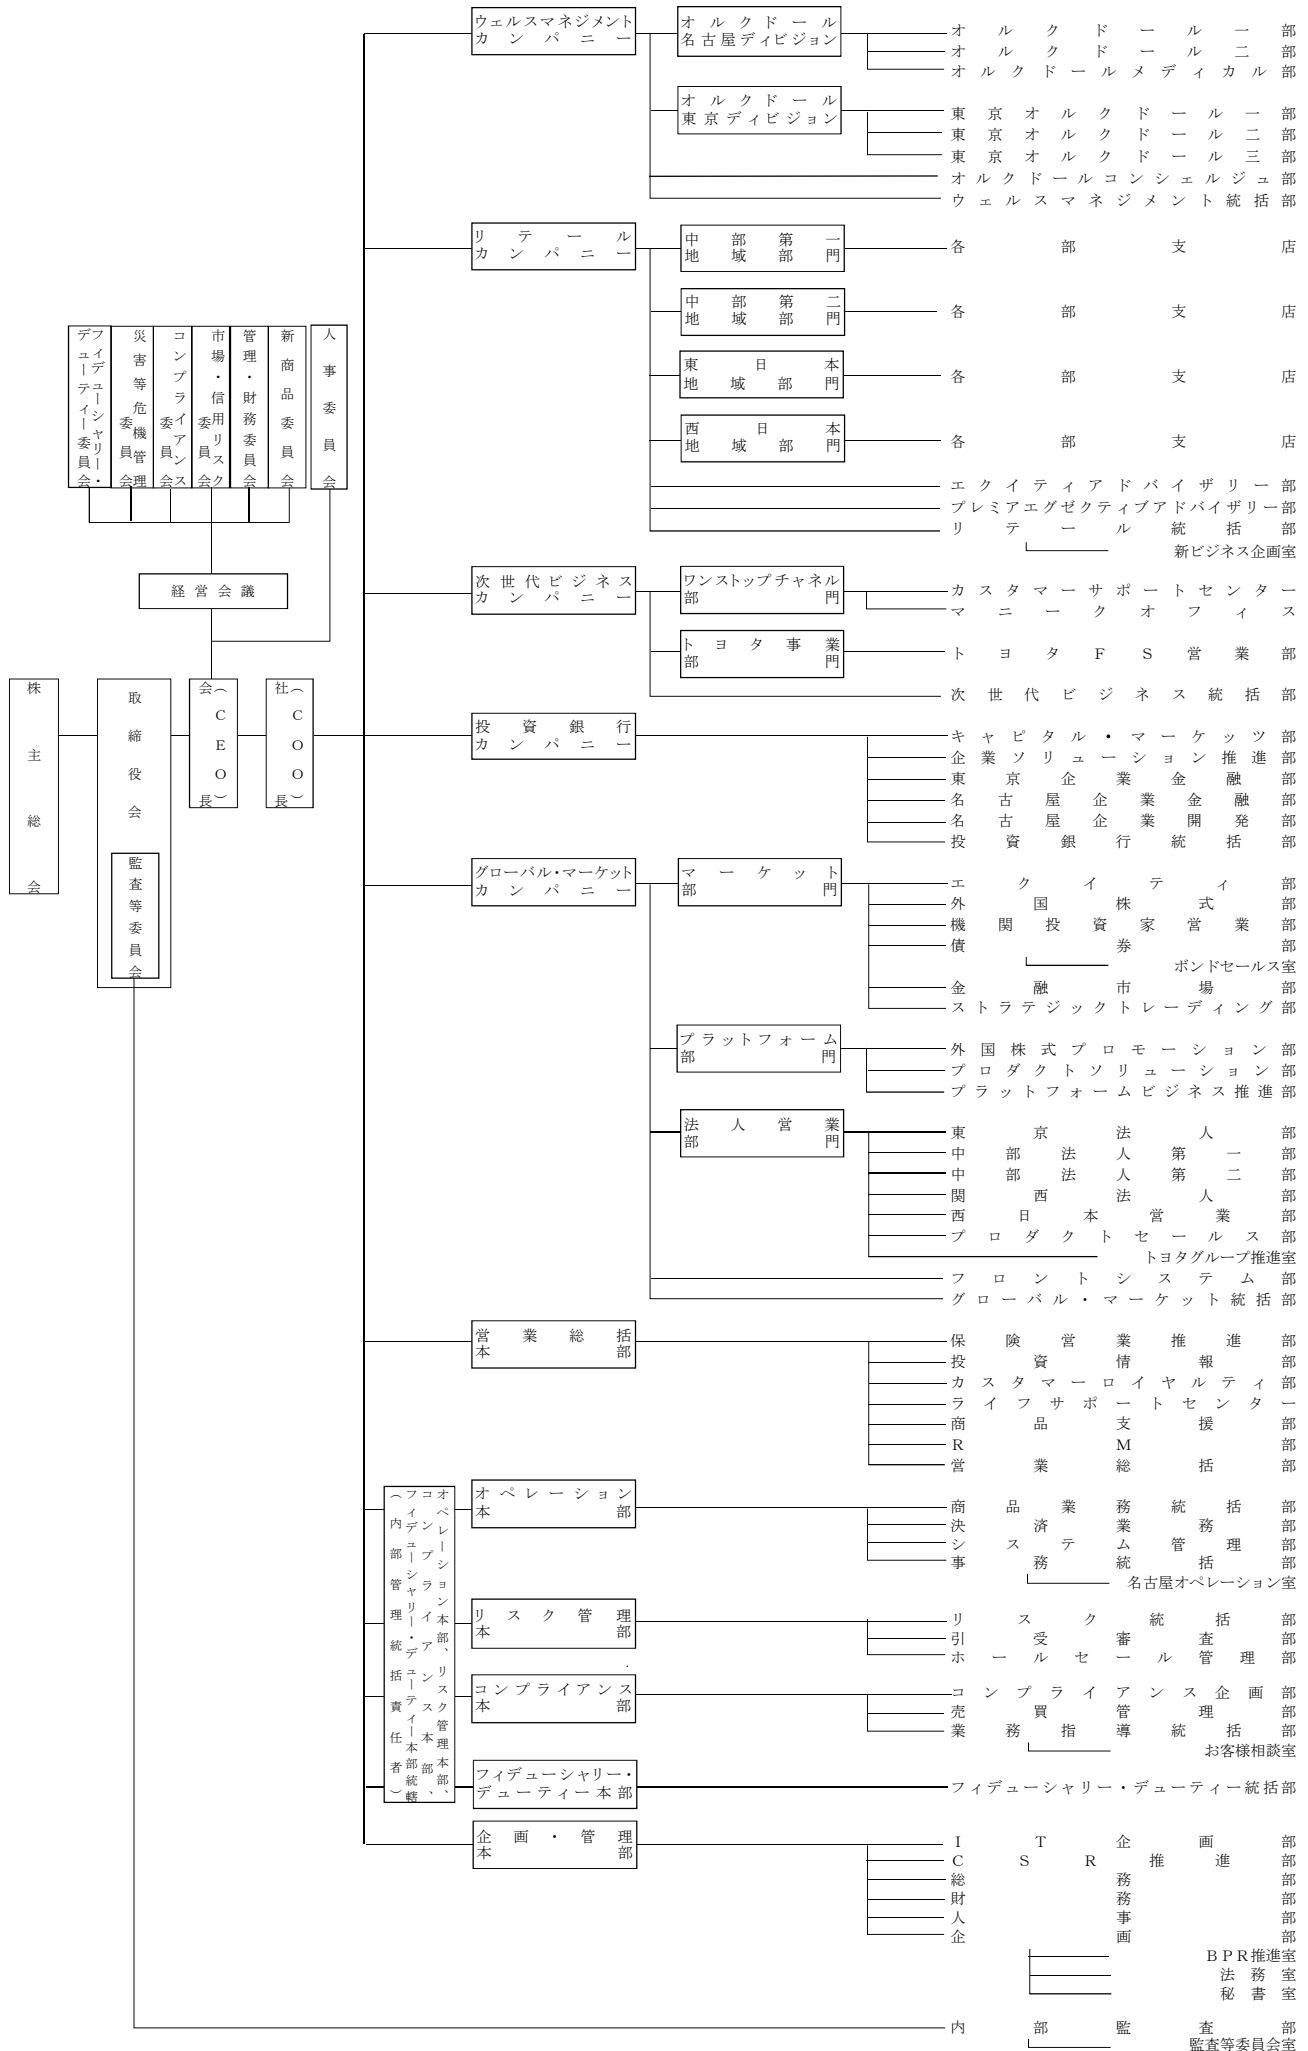 株主総会
取締役会
監査等委員会
会長
（CEO）
社長
（COO）
経営会議
フィデューシャリー・
デューティー委員会
災害等危機管理
委員会
コンプライアンス
委員会
市場・信用リスク
委員会
管理・財務委員会
新商品委員会
人事委員会
ウェルスマネジメント
カンパニー
オルクドール
名古屋ディビジョン
オルクドール一部
オルクドール二部
オルクドールメディカル部
オルクドール
東京ディビジョン
東京オルクドール一部
東京オルクドール二部
東京オルクドール三部
オルクドールコンシェルジュ部
ウェルスマネジメント統括部
リテール
カンパニー
中部第一
地域部門
各部支店
中部第二
地域部門
各部支店
東日本
地域部門
各部支店
西日本
地域部門
各部支店
エクイティアドバイザリー部
プレミアエグゼクティブアドバイザリー部
リテール統括部
新ビジネス企画室
次世代ビジネス
カンパニー
ワンストップチャネル
部門
カスタマーサポートセンター
マニークオフィス
トヨタ事業
部門
トヨタFS営業部
次世代ビジネス統括部
投資銀行
カンパニー
キャピタル・マーケッツ部
企業ソリューション推進部
東京企業金融部
名古屋企業金融部
名古屋企業開発部
投資銀行統括部
グローバル・マーケット
カンパニー
マーケット
部門
エクイティ部
外国株式部
機関投資家営業部
債券部
ボンドセールス室
金融市場部
ストラテジックトレーディング部
プラットフォーム
部門
外国株式プロモーション部
プロダクトソリューション部
プラットフォームビジネス推進部
法人営業
部門
東京法人部
中部法人第一部
中部法人第二部
関西法人部
西日本営業部
プロダクトセールス部
トヨタグループ推進室
フロントシステム部
グローバル・マーケット統括部
営業総括
本部
保険営業推進部
投資情報部
カスタマーロイヤルティ部
ライフサポートセンター
商品支援部
RM部
営業総括部
オペレーション本部、リスク管理本部、
コンプライアンス本部、
フィデューシャリー・デューティー本部統轄
（内部管理統括責任者）
オペレーション
本部
商品業務統括部
決済業務部
システム管理部
事務統括部
名古屋オペレーション室
リスク管理
本部
リスク統括部
引受審査部
ホールセール管理部
コンプライアンス
本部
コンプライアンス企画部
売買管理部
業務指導統括部
お客様相談室
フィデューシャリー・
デューティー本部
フィデューシャリー・デューティー統括部
企画・管理
本部
IT企画部
CSR推進部
総務部
財務部
人事部
企画部
BPR推進室
法務室
秘書室
内部監査部
監査等委員会室